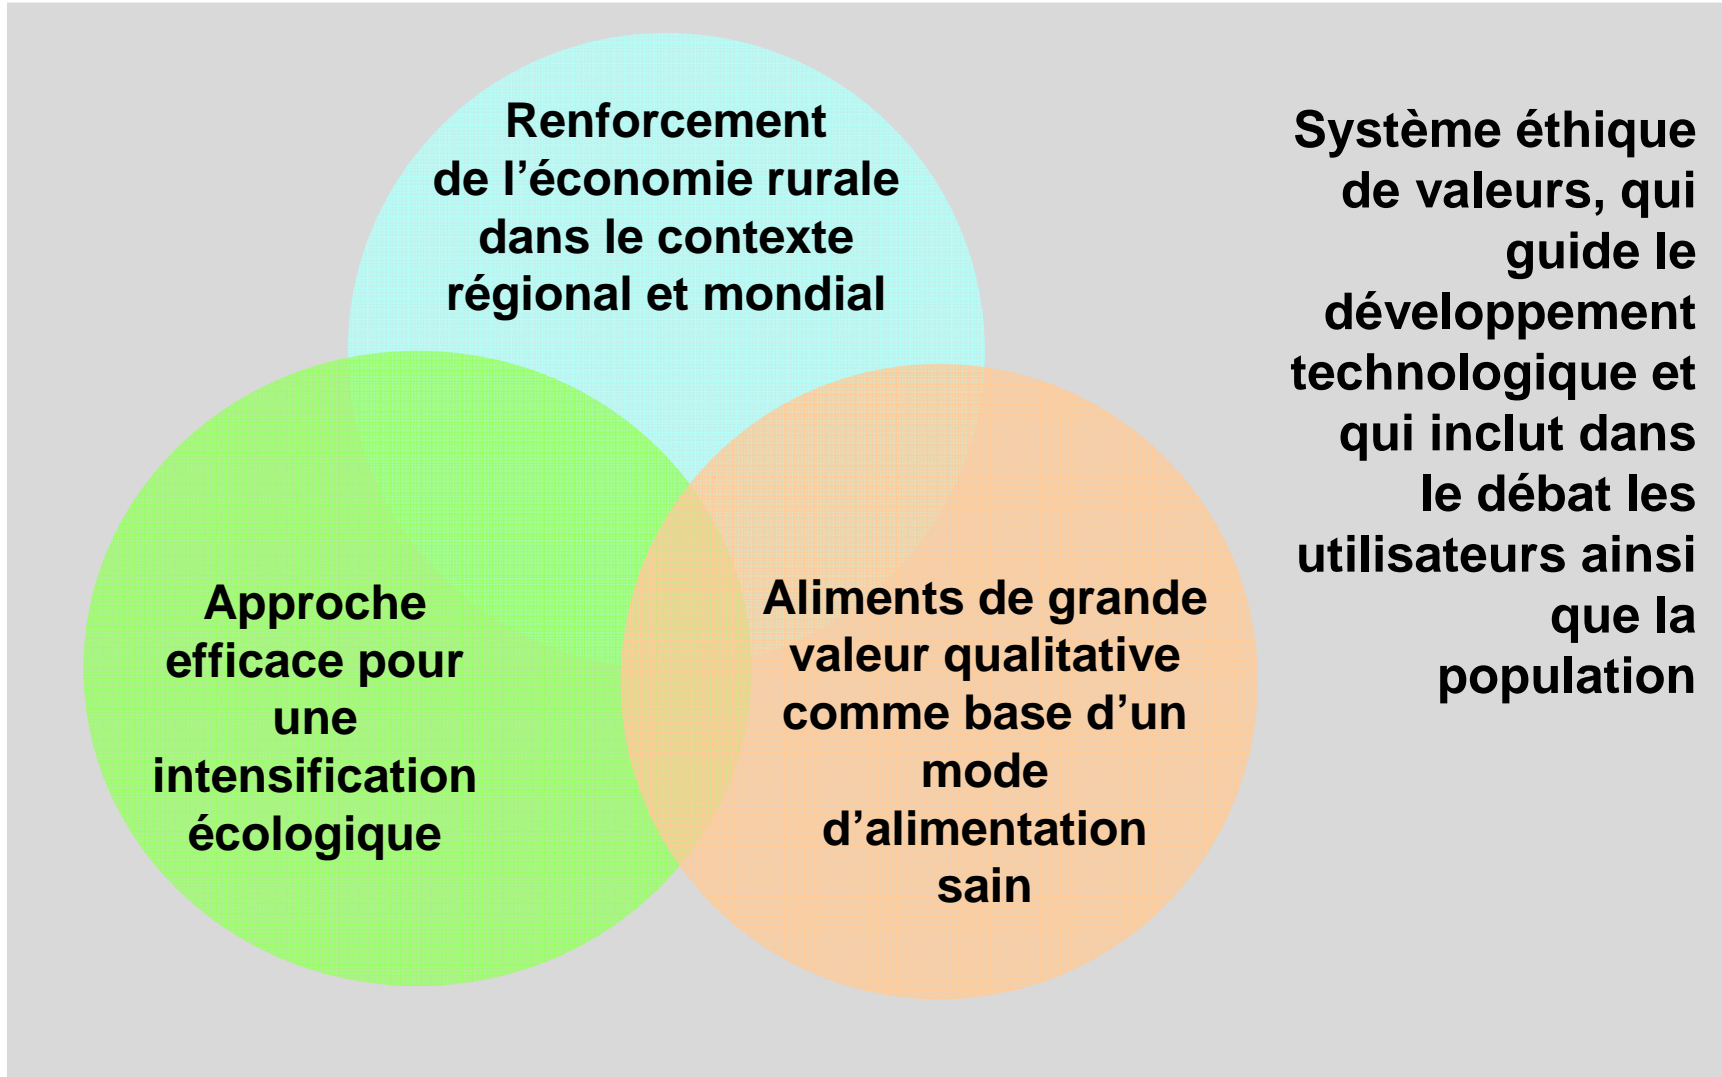 Renforcement
de l’économie rurale
dans le contexte
régional et mondial
Approche
efficace pour
une
intensification
écologique
Aliments de grande
valeur qualitative
comme base d’un
mode
d’alimentation
sain
Système éthique
de valeurs, qui
guide le
développement
technologique et
qui inclut dans
le débat les
utilisateurs ainsi
que la
population